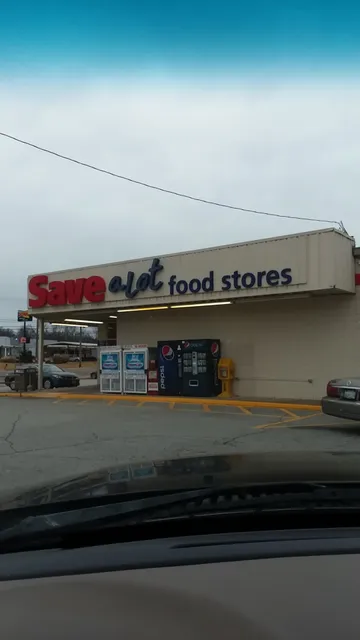 Save a-Lot food stores
pepsi